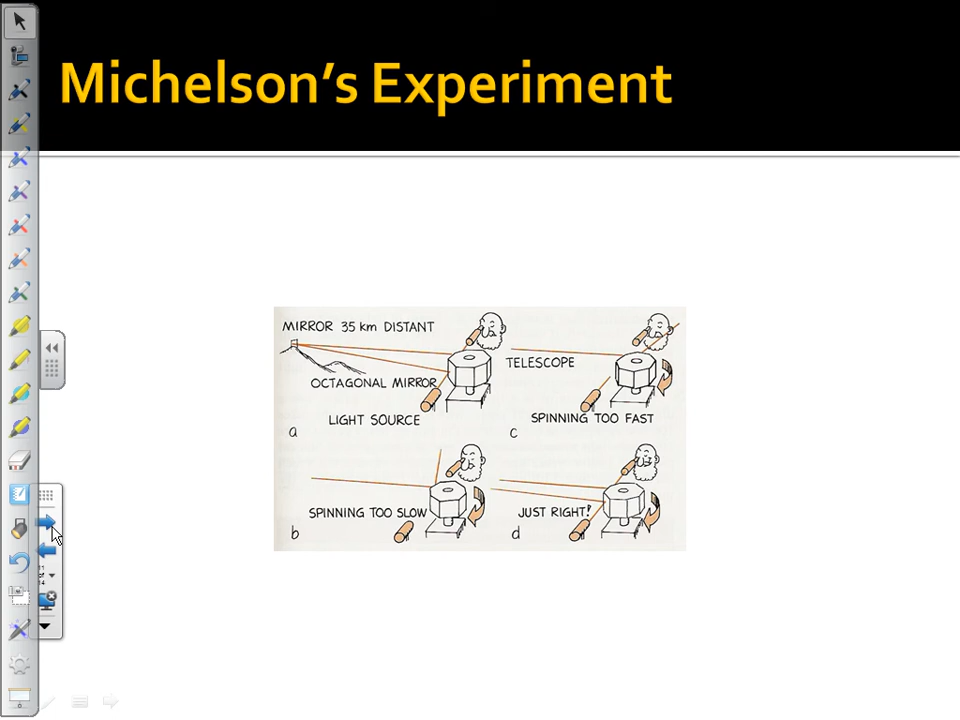 Michelson's Experiment
MIRROR 35 km DISTANT
OCTAGONAL MIRROR
LIGHT SOURCE
a
TELESCOPE
SPINNING TOO FAST
c
SPINNING TOO SLOW
b
JUST RIGHT!
d